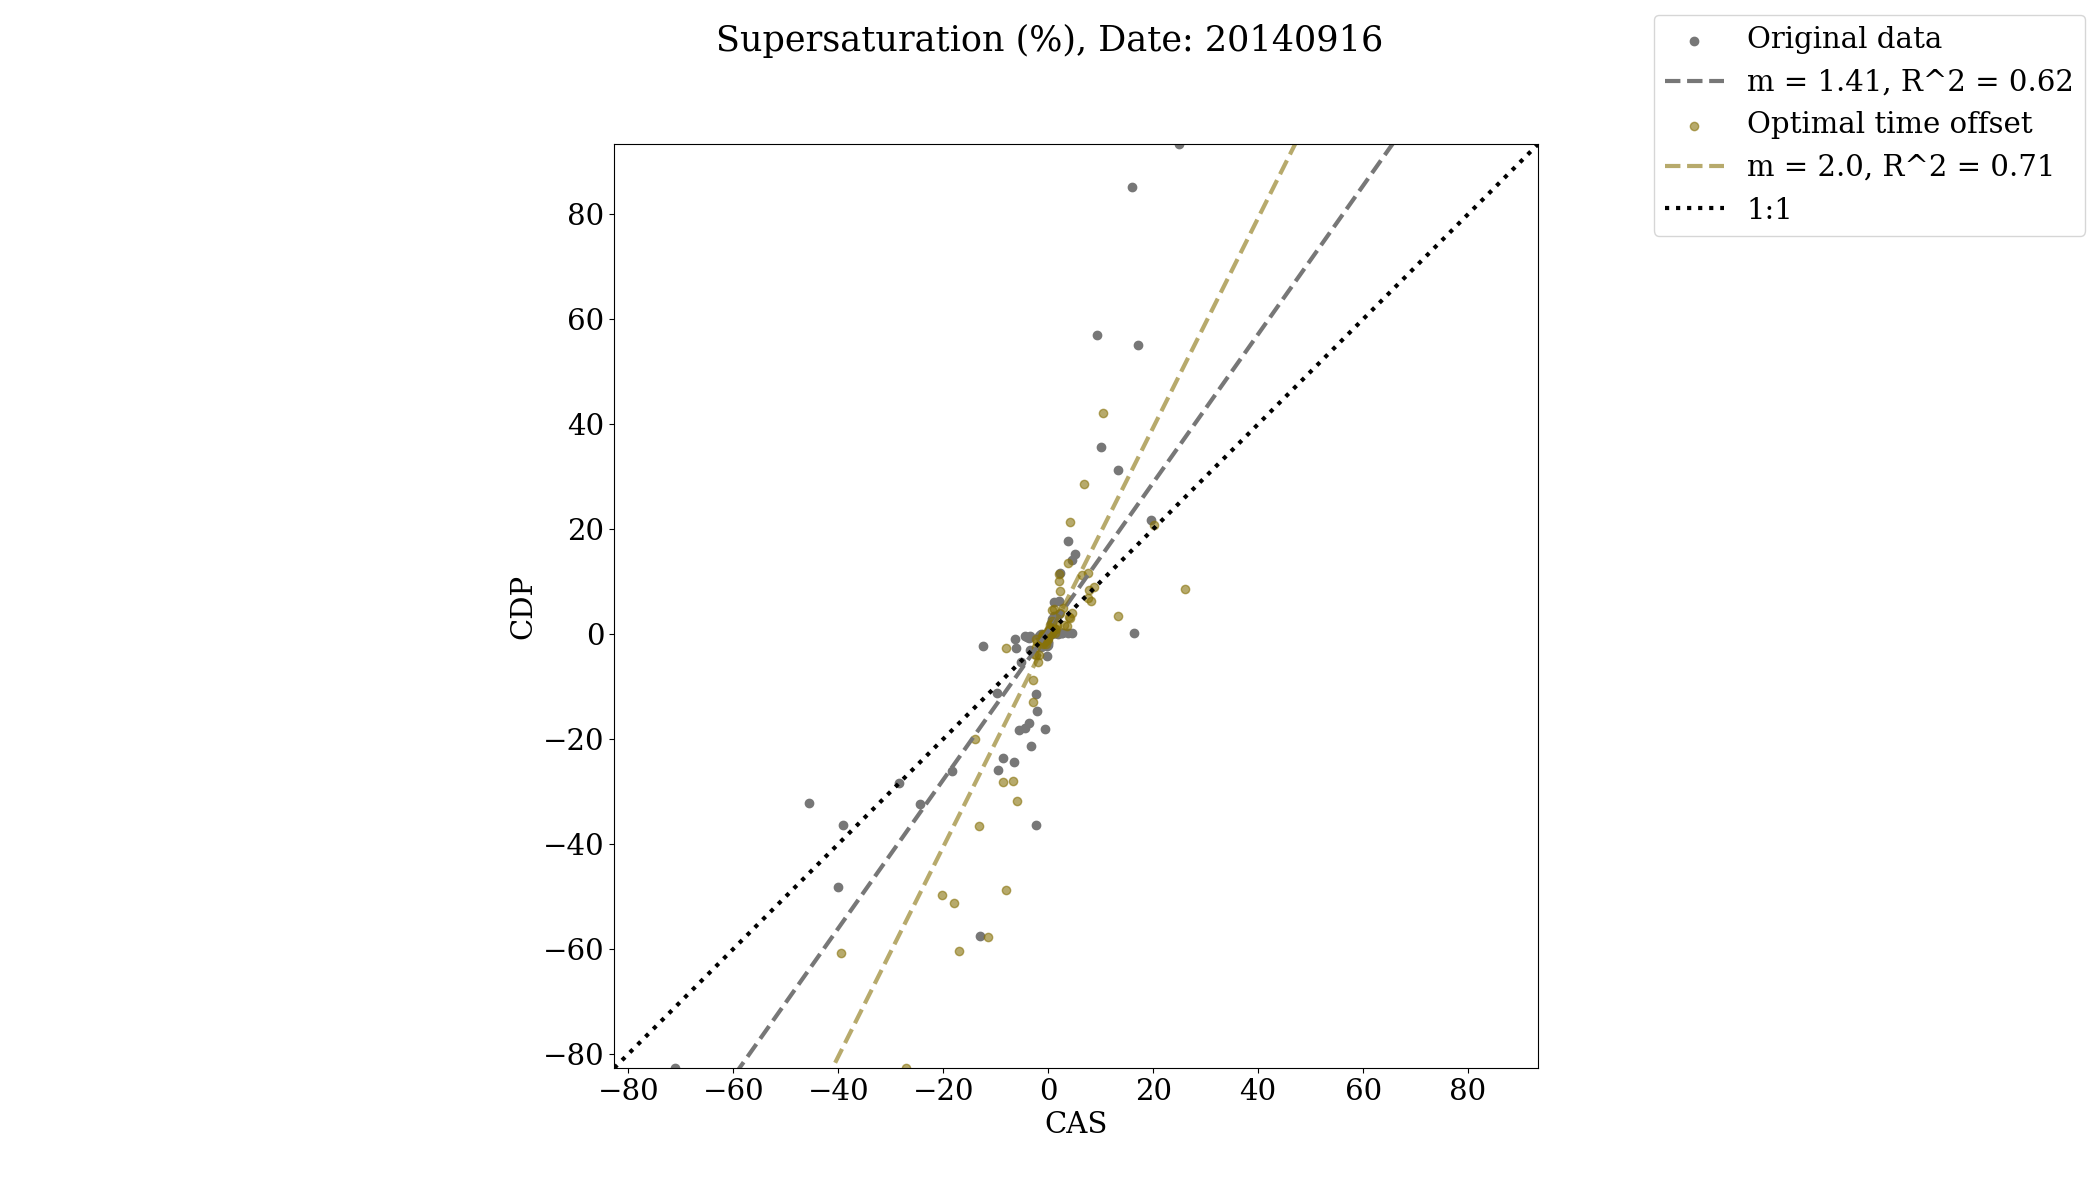 Supersaturation (%), Date: 20140916
Original data
m = 1.41, R^2 = 0.62
Optimal time offset
m = 2.0, R^2 = 0.71
1:1
80
60
40
20
0
−20
−40
−60
−80
CDP
−80 −60 −40 −20 0 20 40 60 80
CAS